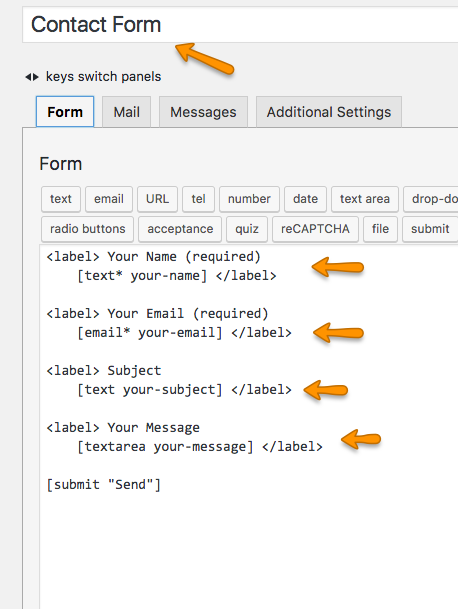 Contact Form
keys switch panels
Form Mail Messages Additional Settings
Form
text email URL tel number date text area drop-do
radio buttons acceptance quiz reCAPTCHA file submit
<label> Your Name (required)
[text* your-name] </label>
<label> Your Email (required)
[email* your-email] </label>
<label> Subject
[text your-subject] </label>
<label> Your Message
[textarea your-message] </label>
[submit "Send"]